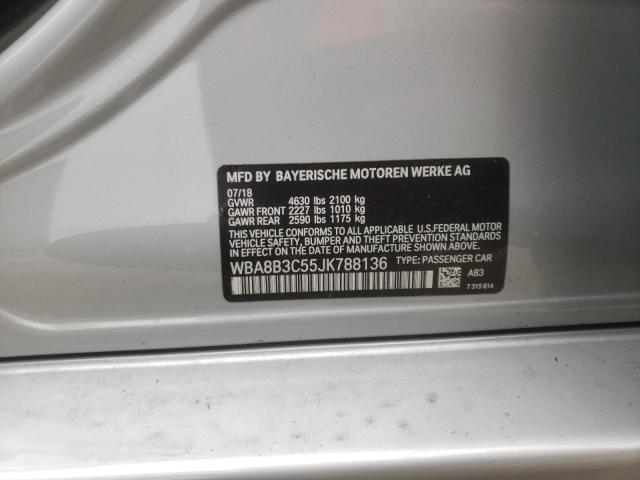 MFD BY BAYERISCHE MOTOREN WERKE AG
07/18
GVWR 4630 lbs 2100 kg
GAWR FRONT 2227 lbs 1010 kg
GAWR REAR 2590 lbs 1175 kg
THIS VEHICLE CONFORMS TO ALL APPLICABLE U.S.FEDERAL MOTOR
VEHICLE SAFETY, BUMPER, AND THEFT PREVENTION STANDARDS
IN EFFECT ON THE DATE OF MANUFACTURE SHOWN ABOVE.
WBA8B3C55JK788136 TYPE: PASSENGER CAR
A83
7 315 814